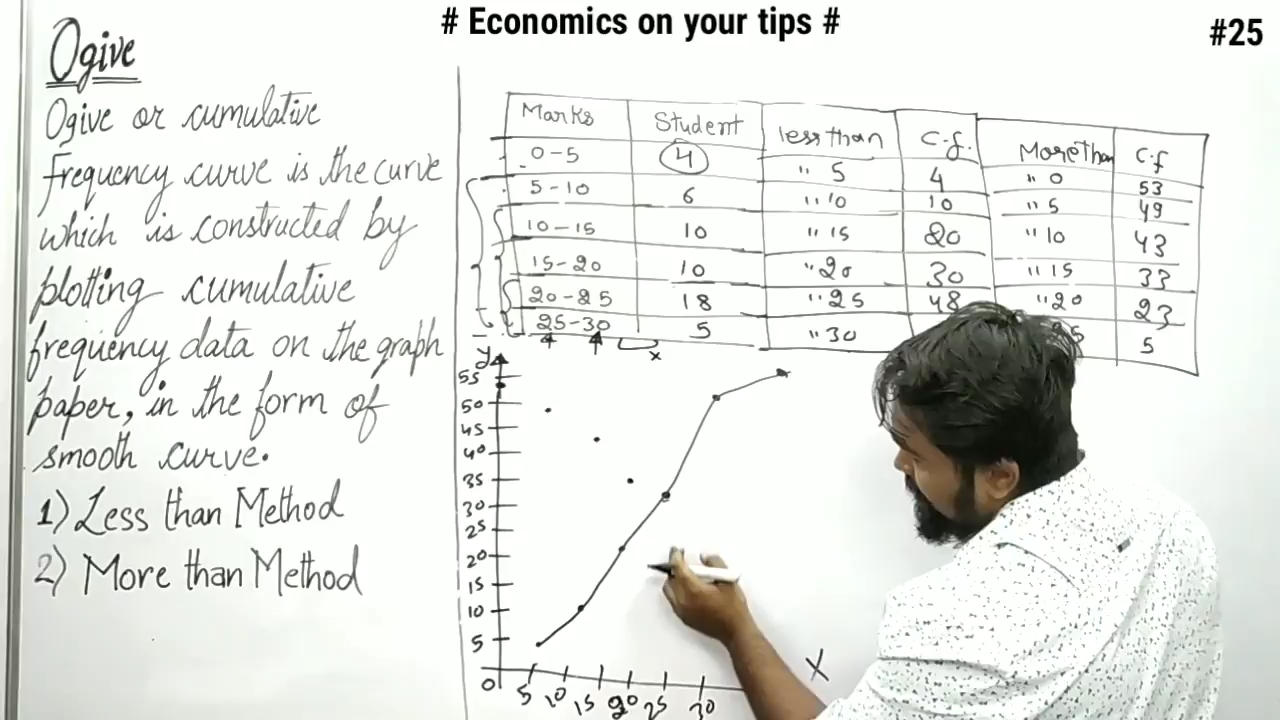 # Economics on your tips #
#25
Ogive
Ogive or cumulative
Frequency curve is the curve
which is constructed by
plotting cumulative
frequency data on the graph
paper, in the form of
smooth curve.
1) Less than Method
2) More than Method
Marks Student less than C.f. More than C.f
0-5 4 " 5 4 " 0 53
5-10 6 " 10 10 " 5 49
10-15 10 " 15 20 " 10 43
15-20 10 " 20 30 " 15 33
20-25 18 " 25 48 " 20 23
25-30 5 " 30 5
x
y
55
50
45
40
35
30
25
20
15
10
5
0 5 10 15 20 25 30
X